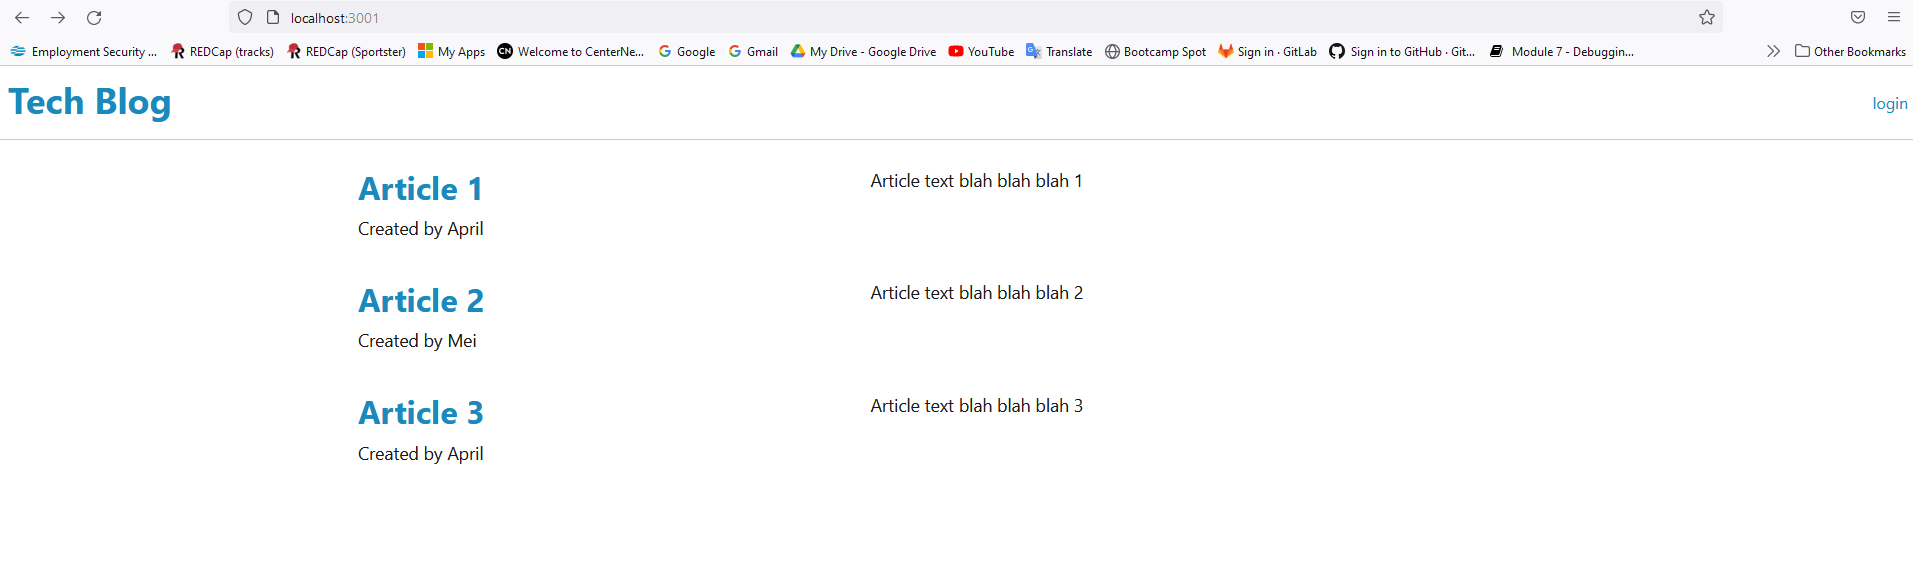 localhost:3001
Employment Security ... REDCap (tracks) REDCap (Sportster) My Apps CN Welcome to CenterNe... Google Gmail My Drive - Google Drive YouTube Translate Bootcamp Spot Sign in · GitLab Sign in to GitHub · Git... Module 7 - Debuggin... Other Bookmarks
Tech Blog login
Article 1
Article text blah blah blah 1
Created by April
Article 2
Article text blah blah blah 2
Created by Mei
Article 3
Article text blah blah blah 3
Created by April